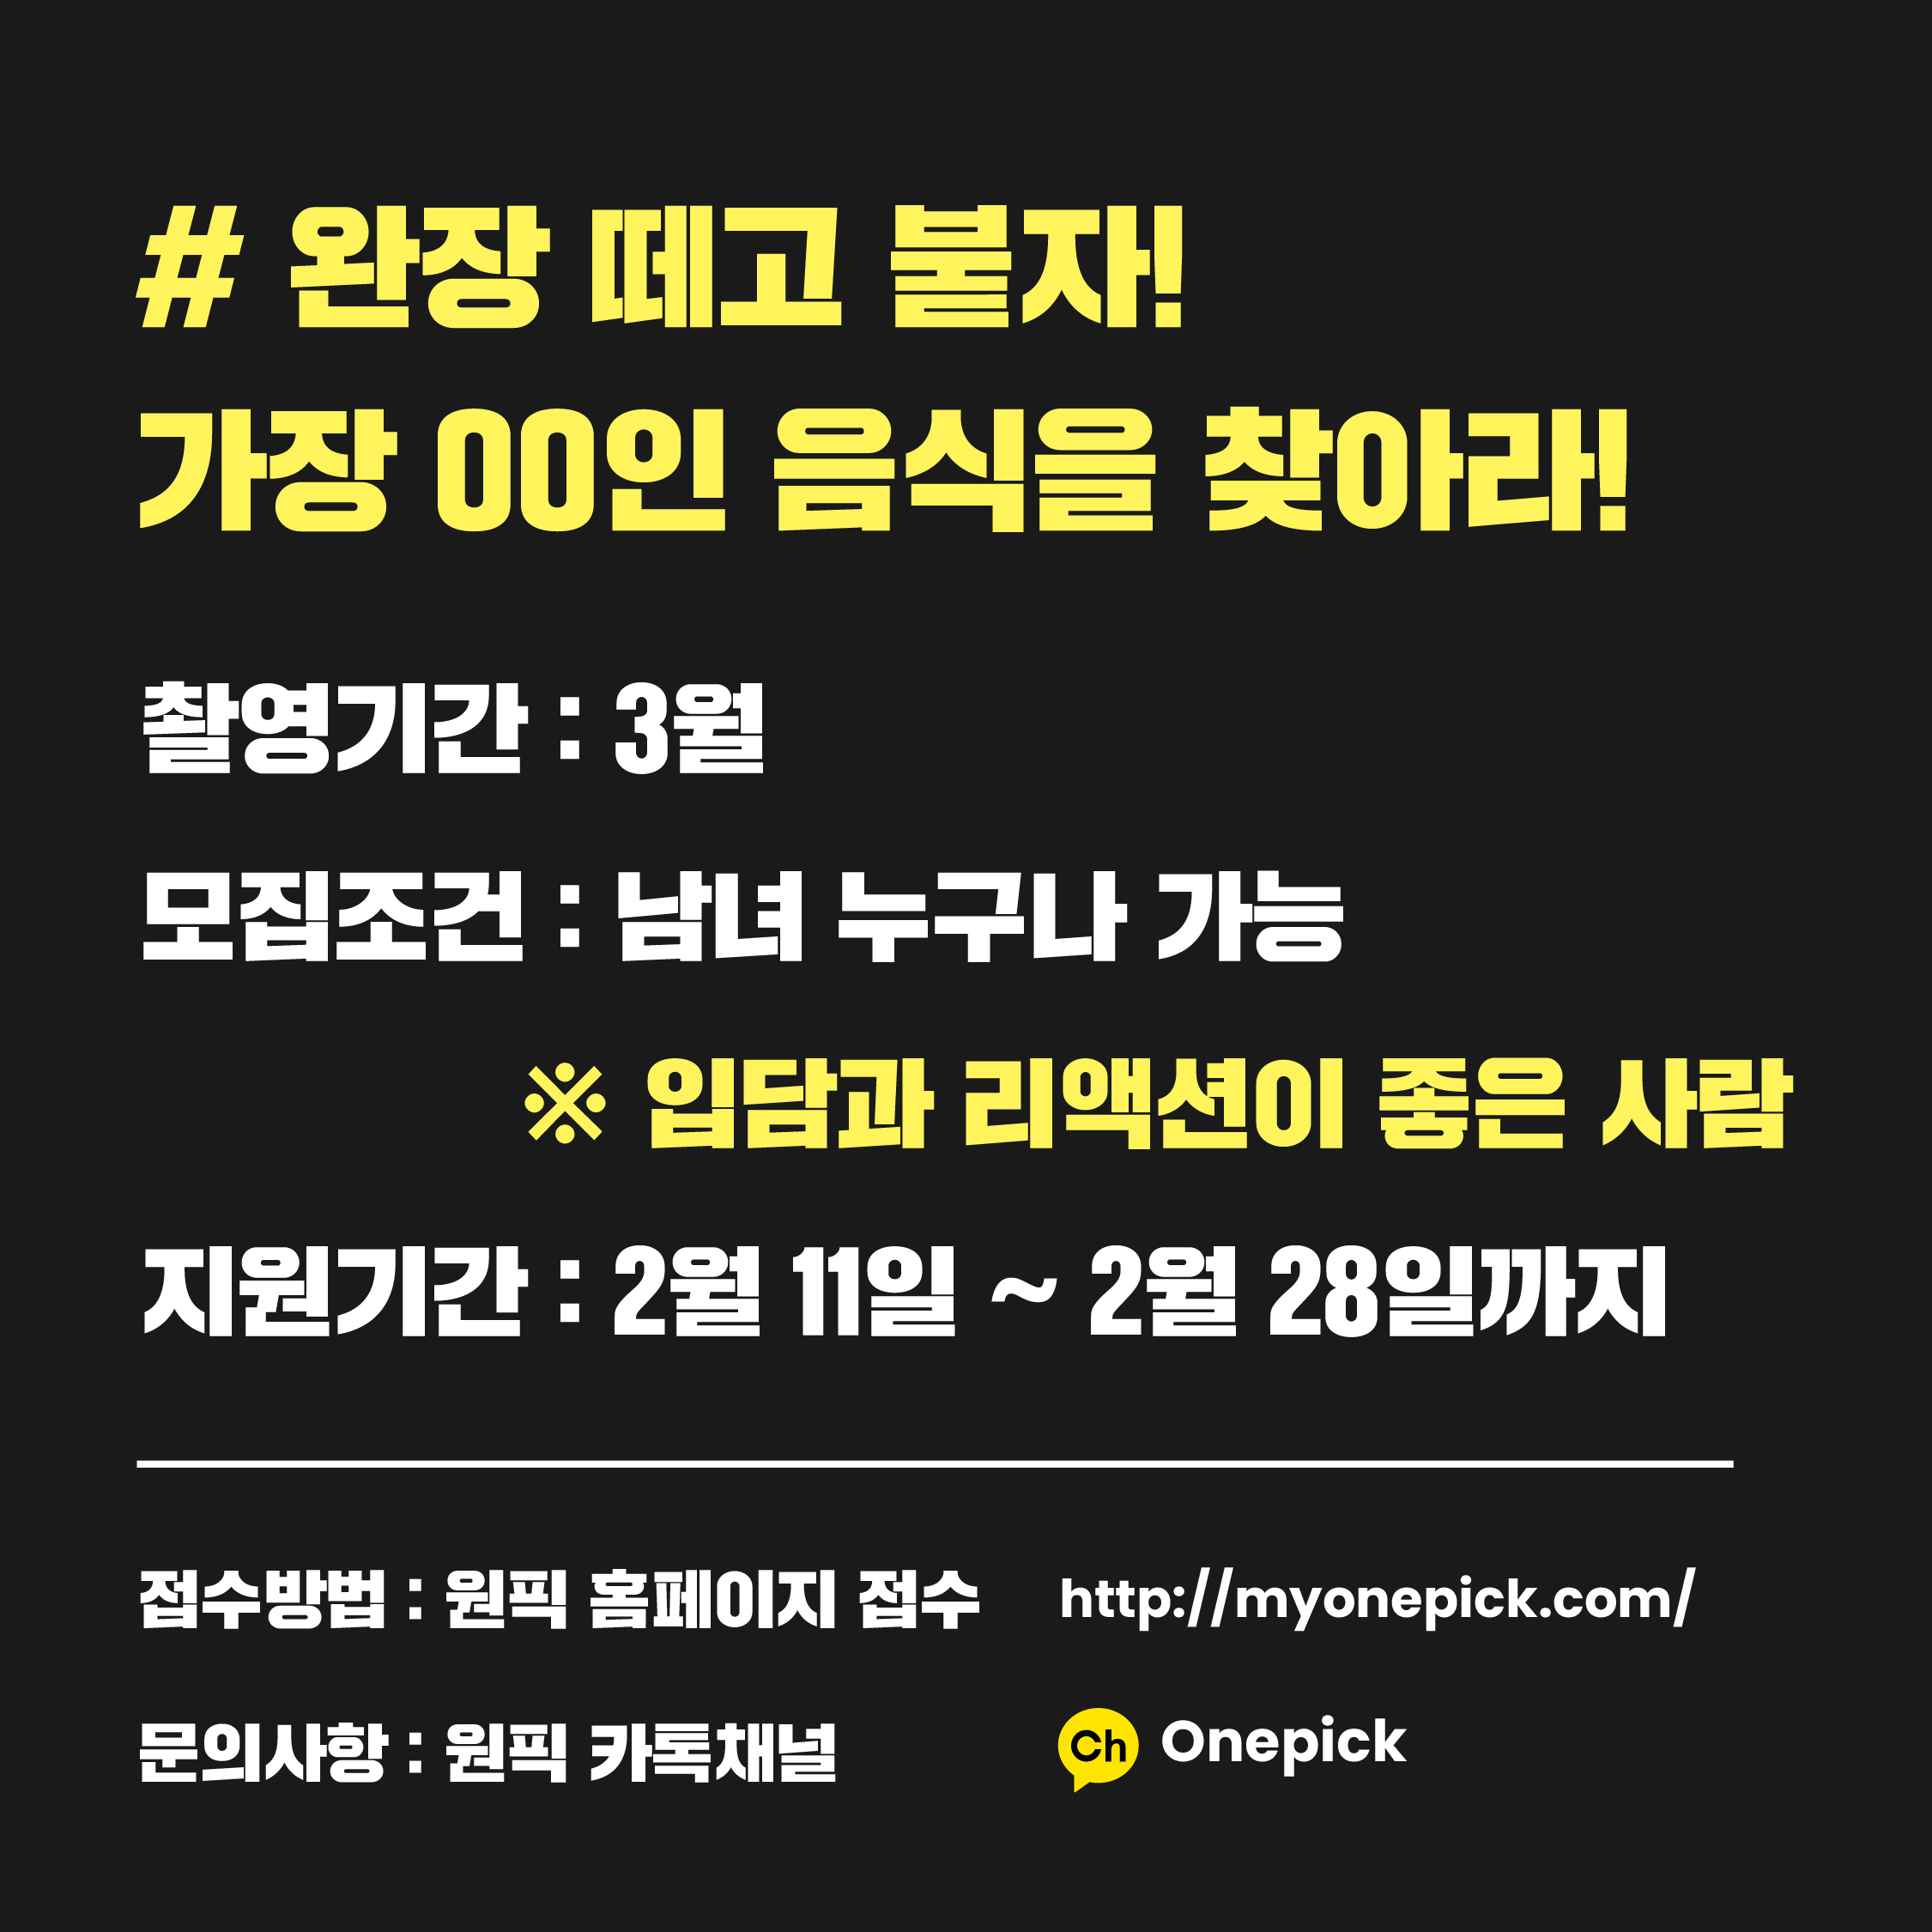 # 완장 떼고 붙자!
가장 OO인 음식을 찾아라!
촬영기간 : 3월
모집조건 : 남녀 누구나 가능
※ 입담과 리액션이 좋은 사람
지원기간 : 2월 11일 ~ 2월 28일까지
접수방법 : 원픽 홈페이지 접수 http://myonepick.com/
문의사항 : 원픽 카톡채널 Ch Onepick